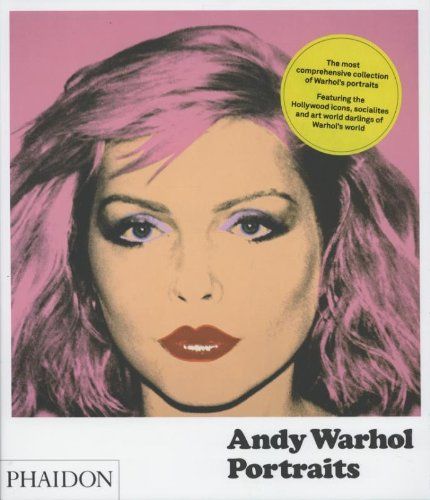 The most
comprehensive collection
of Warhol's portraits
Featuring the
Hollywood icons, socialites
and art world darlings of
Warhol's world
Andy Warhol
Portraits
PHAIDON